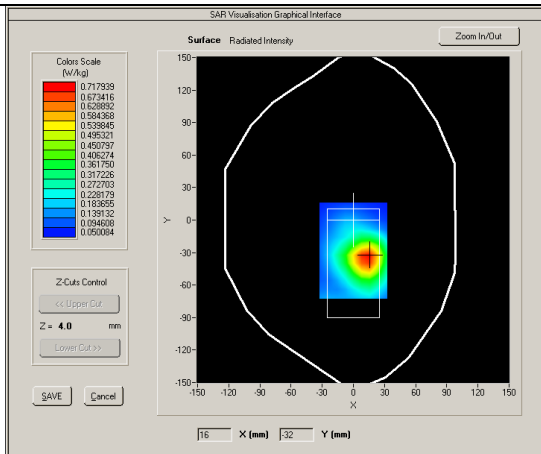 SAR Visualisation Graphical Interface
Surface Radiated Intensity
Zoom In/Out
Colors Scale
(W/kg)
0.717939
0.673416
0.628892
0.584368
0.539845
0.495321
0.450797
0.406274
0.361750
0.317226
0.272703
0.228179
0.183655
0.139132
0.094608
0.050084
Z-Cuts Control
<< Upper Cut
Z = 4.0 mm
Lower Cut >>
SAVE Cancel
150
120
90
60
30
0
-30
-60
-90
-120
-150
Y
-150 -120 -90 -60 -30 0 30 60 90 120 150
X
16 X (mm) -32 Y (mm)